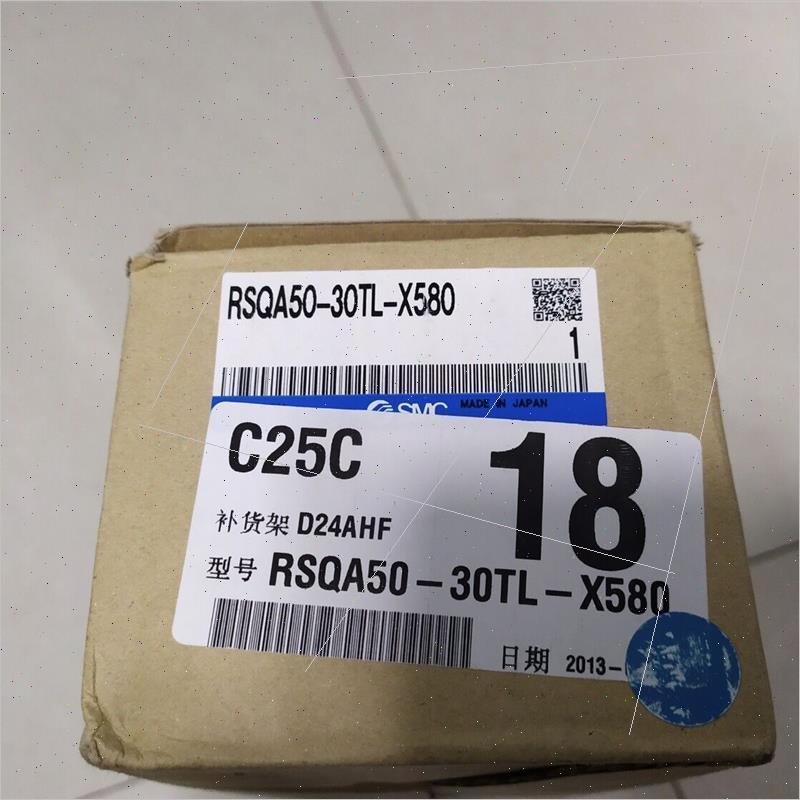 RSQA50-30TL-X580
1
SMC MADE IN JAPAN
C25C
18
补货架 D24AHF
型号 RSQA50-30TL-X580
日期 2013-